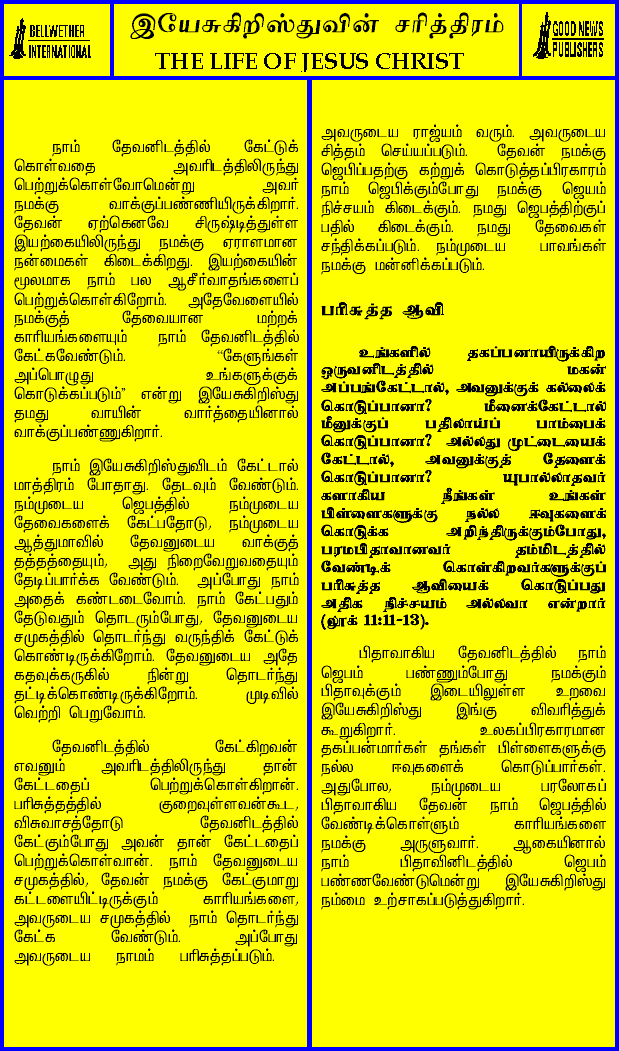 BELLWETHER
INTERNATIONAL
இயேசுகிறிஸ்துவின் சரித்திரம்
THE LIFE OF JESUS CHRIST
GOOD NEWS
PUBLISHERS
நாம் தேவனிடத்தில் கேட்டுக்
கொள்வதை அவரிடத்திலிருந்து
பெற்றுக்கொள்வோமென்று அவர்
நமக்கு வாக்குப்பண்ணியிருக்கிறார்.
தேவன் ஏற்கெனவே சிருஷ்டித்துள்ள
இயற்கையிலிருந்து நமக்கு ஏராளமான
நன்மைகள் கிடைக்கிறது. இயற்கையின்
மூலமாக நாம் பல ஆசீர்வாதங்களைப்
பெற்றுக்கொள்கிறோம். அதேவேளையில்
நமக்குத் தேவையான மற்றக்
காரியங்களையும் நாம் தேவனிடத்தில்
கேட்கவேண்டும். “கேளுங்கள்
அப்பொழுது உங்களுக்குக்
கொடுக்கப்படும்” என்று இயேசுகிறிஸ்து
தமது வாயின் வார்த்தையினால்
வாக்குப்பண்ணுகிறார்.
நாம் இயேசுகிறிஸ்துவிடம் கேட்டால்
மாத்திரம் போதாது. தேடவும் வேண்டும்.
நம்முடைய ஜெபத்தில் நம்முடைய
தேவைகளைக் கேட்பதோடு, நம்முடைய
ஆத்துமாவில் தேவனுடைய வாக்குத்
தத்தத்தையும், அது நிறைவேறுவதையும்
தேடிப்பார்க்க வேண்டும். அப்போது நாம்
அதைக் கண்டடைவோம். நாம் கேட்பதும்
தேடுவதும் தொடரும்போது, தேவனுடைய
சமுகத்தில் தொடர்ந்து வருந்திக் கேட்டுக்
கொண்டிருக்கிறோம். தேவனுடைய அதே
கதவுக்கருகில் நின்று தொடர்ந்து
தட்டிக்கொண்டிருக்கிறோம். முடிவில்
வெற்றி பெறுவோம்.
தேவனிடத்தில் கேட்கிறவன்
எவனும் அவரிடத்திலிருந்து தான்
கேட்டதைப் பெற்றுக்கொள்கிறான்.
பரிசுத்தத்தில் குறைவுள்ளவன்கூட,
விசுவாசத்தோடு தேவனிடத்தில்
கேட்கும்போது அவன் தான் கேட்டதைப்
பெற்றுக்கொள்வான். நாம் தேவனுடைய
சமுகத்தில், தேவன் நமக்கு கேட்குமாறு
கட்டளையிட்டிருக்கும் காரியங்களை,
அவருடைய சமுகத்தில் நாம் தொடர்ந்து
கேட்க வேண்டும். அப்போது
அவருடைய நாமம் பரிசுத்தப்படும்.
அவருடைய ராஜ்யம் வரும். அவருடைய
சித்தம் செய்யப்படும். தேவன் நமக்கு
ஜெபிப்பதற்கு கற்றுக் கொடுத்தப்பிரகாரம்
நாம் ஜெபிக்கும்போது நமக்கு ஜெயம்
நிச்சயம் கிடைக்கும். நமது ஜெபத்திற்குப்
பதில் கிடைக்கும். நமது தேவைகள்
சந்திக்கப்படும். நம்முடைய பாவங்கள்
நமக்கு மன்னிக்கப்படும்.
பரிசுத்த ஆவி
உங்களில் தகப்பனாயிருக்கிற
ஒருவனிடத்தில் மகன்
அப்பங்கேட்டால், அவனுக்குக் கல்லைக்
கொடுப்பானா? மீனைக்கேட்டால்
மீனுக்குப் பதிலாய்ப் பாம்பைக்
கொடுப்பானா? அல்லது முட்டையைக்
கேட்டால், அவனுக்குத் தேளைக்
கொடுப்பானா? யுபால்லாதவர்
களாகிய நீங்கள் உங்கள்
பிள்ளைகளுக்கு நல்ல ஈவுகளைக்
கொடுக்க அறிந்திருக்கும்போது,
பரமபிதாவானவர் தம்மிடத்தில்
வேண்டிக் கொள்கிறவர்களுக்குப்
பரிசுத்த ஆவியைக் கொடுப்பது
அதிக நிச்சயம் அல்லவா என்றார்
(லூக் 11:11-13).
பிதாவாகிய தேவனிடத்தில் நாம்
ஜெபம் பண்ணும்போது நமக்கும்
பிதாவுக்கும் இடையிலுள்ள உறவை
இயேசுகிறிஸ்து இங்கு விவரித்துக்
கூறுகிறார். உலகப்பிரகாரமான
தகப்பன்மார்கள் தங்கள் பிள்ளைகளுக்கு
நல்ல ஈவுகளைக் கொடுப்பார்கள்.
அதுபோல, நம்முடைய பரலோகப்
பிதாவாகிய தேவன் நாம் ஜெபத்தில்
வேண்டிக்கொள்ளும் காரியங்களை
நமக்கு அருளுவார். ஆகையினால்
நாம் பிதாவினிடத்தில் ஜெபம்
பண்ணவேண்டுமென்று இயேசுகிறிஸ்து
நம்மை உற்சாகப்படுத்துகிறார்.